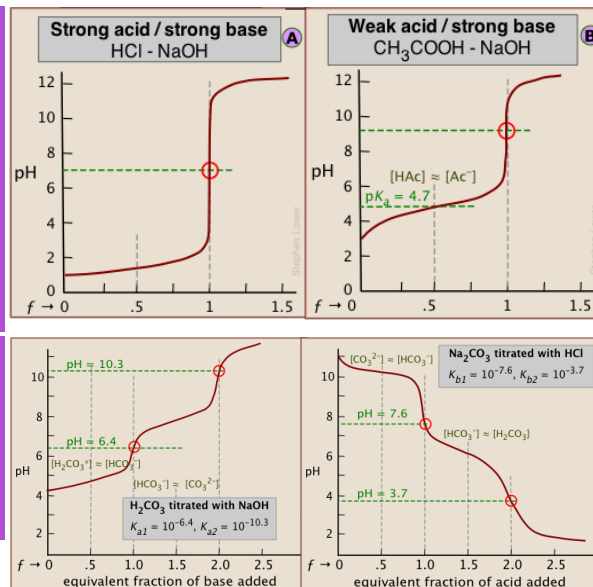 Strong acid / strong base
HCl - NaOH
A
12
10
8
6
4
2
0
pH
f → 0
.5
1
1.5
Stephen Lower
Weak acid / strong base
CH₃COOH - NaOH
B
12
10
8
6
4
2
0
pH
[HAc] ≈ [Ac⁻]
pKₐ = 4.7
f →
.5
1
1.5
pH = 10.3
10
8
pH = 6.4
6
[H₂CO₃*] ≈ [HCO₃⁻]
pH
[HCO₃⁻] ≈ [CO₃²⁻]
4
2
H₂CO₃ titrated with NaOH
Kₐ₁ = 10⁻⁶·⁴, Kₐ₂ = 10⁻¹⁰·³
f → 0
.5
1.0
1.5
2.0
2.5
equivalent fraction of base added
[CO₃²⁻] ≈ [HCO₃⁻]
Na₂CO₃ titrated with HCl
K_b1 = 10⁻⁷·⁶, K_b2 = 10⁻³·⁷
10
8
pH = 7.6
[HCO₃⁻] ≈ [H₂CO₃]
6
pH
4
pH = 3.7
2
f → 0
.5
1.0
1.5
2.0
2.5
equivalent fraction of acid added